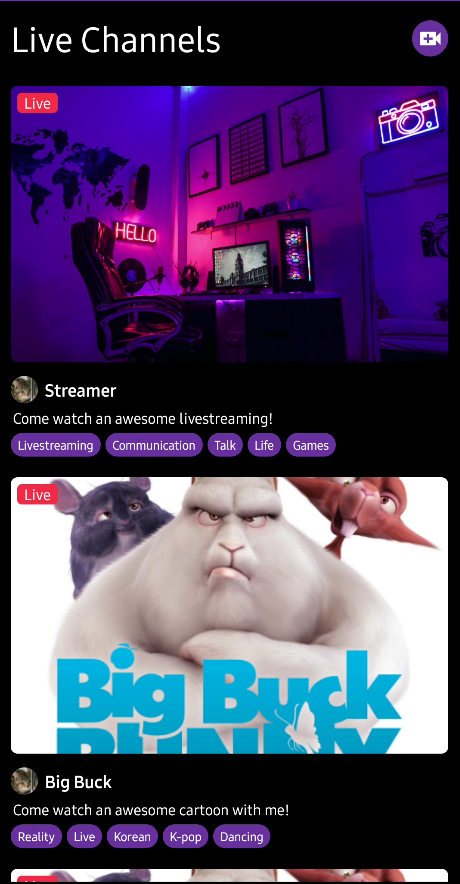 Live Channels
Live
HELLO
Streamer
Come watch an awesome livestreaming!
Livestreaming Communication Talk Life Games
Live
Big Buck
BUNNY
Big Buck
Come watch an awesome cartoon with me!
Reality Live Korean K-pop Dancing